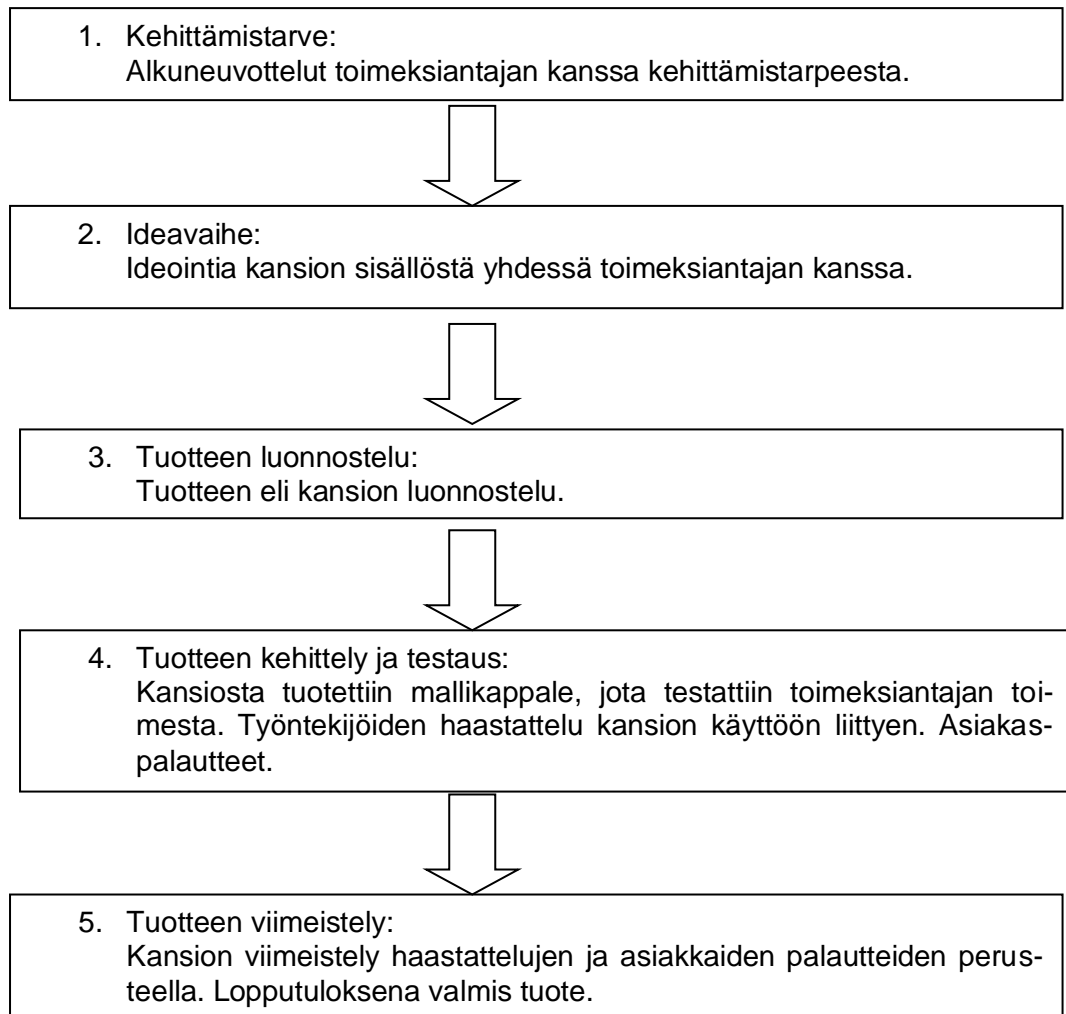 1. Kehittämistarve:
Alkuneuvottelut toimeksiantajan kanssa kehittämistarpeesta.
2. Ideavaihe:
Ideointia kansion sisällöstä yhdessä toimeksiantajan kanssa.
3. Tuotteen luonnostelu:
Tuotteen eli kansion luonnostelu.
4. Tuotteen kehittely ja testaus:
Kansiosta tuotettiin mallikappale, jota testattiin toimeksiantajan toi-
mesta. Työntekijöiden haastattelu kansion käyttöön liittyen. Asiakas-
palautteet.
5. Tuotteen viimeistely:
Kansion viimeistely haastattelujen ja asiakkaiden palautteiden perus-
teella. Lopputuloksena valmis tuote.